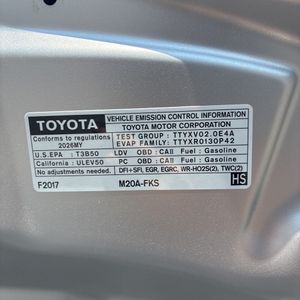 TOYOTA
VEHICLE EMISSION CONTROL INFORMATION
TOYOTA MOTOR CORPORATION
Conforms to regulations
2026MY
TEST GROUP : TTYXV02.0E4A
EVAP FAMILY: TTYXR0130P42
U.S.EPA : T3B50 LDV OBD : CAII Fuel : Gasoline
California : ULEV50 PC OBD : CAII Fuel : Gasoline
No adjustments needed. DFI+SFI, EGR, EGRC, WR-HO2S(2), TWC(2)
F2017 M20A-FKS HS